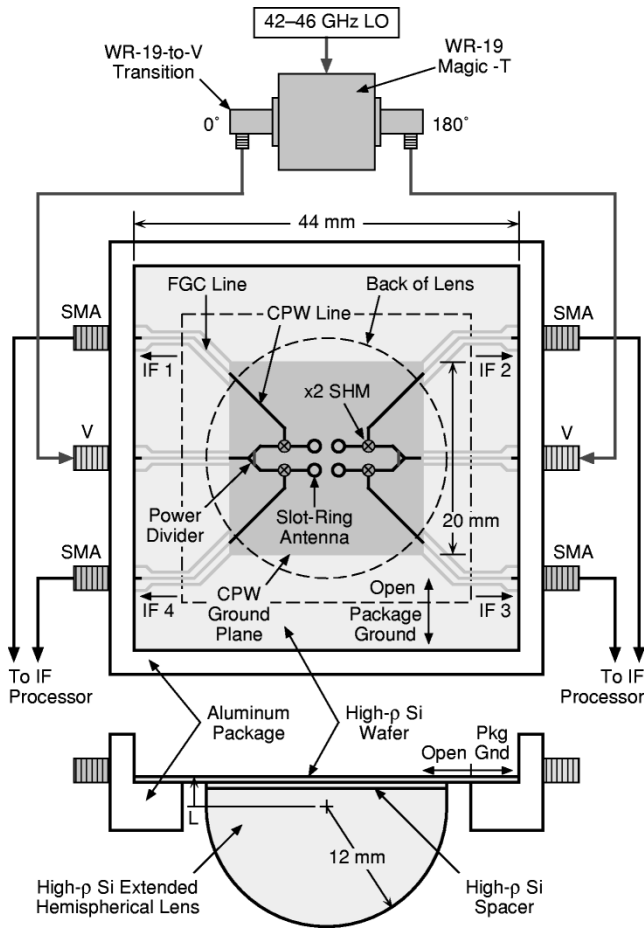 42–46 GHz LO
WR-19-to-V
Transition
WR-19
Magic -T
0˚
180˚
44 mm
SMA
FGC Line
Back of Lens
SMA
CPW Line
IF 1
x2 SHM
IF 2
V
V
Power
Divider
Slot-Ring
Antenna
20 mm
SMA
SMA
CPW
Ground
Plane
Open
Package
Ground
IF 4
IF 3
To IF
Processor
To IF
Processor
Aluminum
Package
High-ρ Si
Wafer
Open
Pkg
Gnd
L
12 mm
High-ρ Si Extended
Hemispherical Lens
High-ρ Si
Spacer